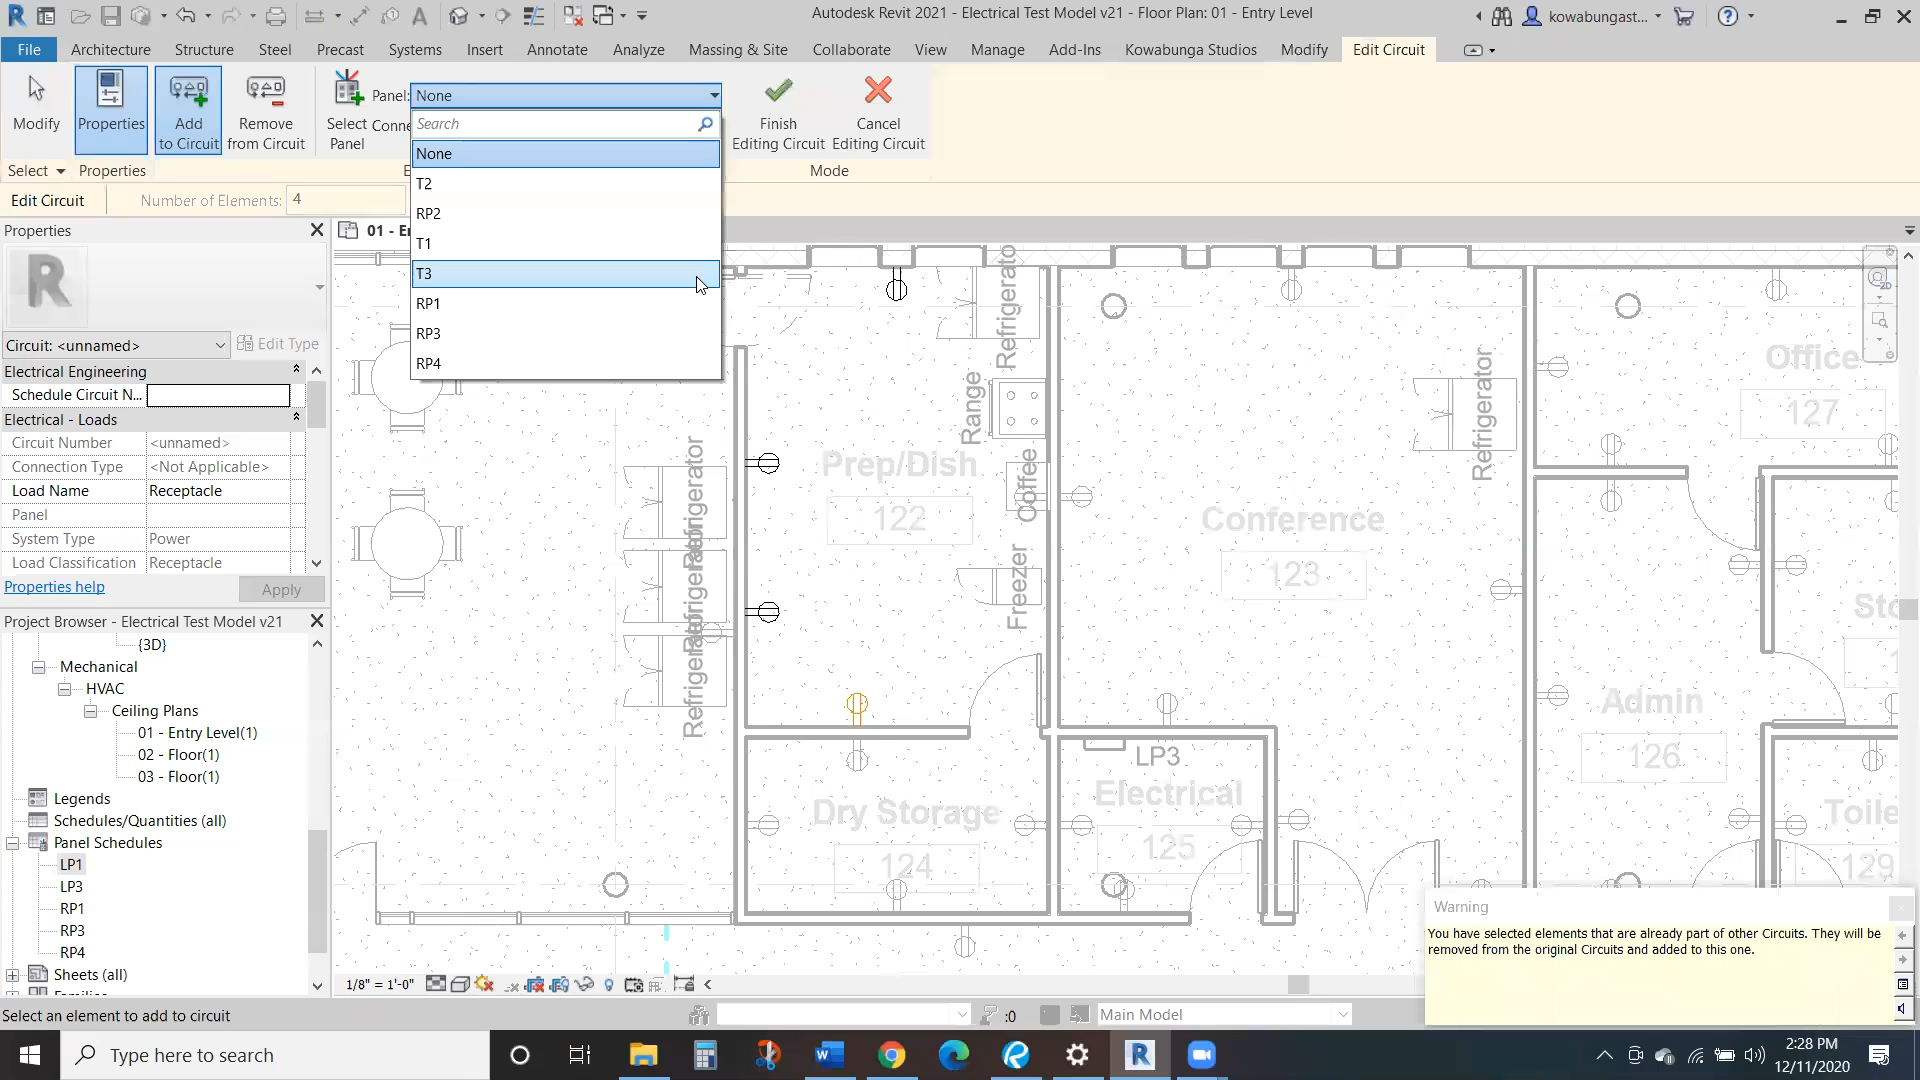 Autodesk Revit 2021 - Electrical Test Model v21 - Floor Plan: 01 - Entry Level
kowabungast...
File Architecture Structure Steel Precast Systems Insert Annotate Analyze Massing & Site Collaborate View Manage Add-Ins Kowabunga Studios Modify Edit Circuit
Modify
Properties
Add
to Circuit
Remove
from Circuit
Select
Panel
Panel:
None
Conne
Search
None
T2
RP2
T1
T3
RP1
RP3
RP4
Finish
Editing Circuit
Cancel
Editing Circuit
Select
Properties
Mode
Edit Circuit
Number of Elements: 4
Properties
Circuit: <unnamed>
Edit Type
Electrical Engineering
Schedule Circuit N...
Electrical - Loads
Circuit Number <unnamed>
Connection Type <Not Applicable>
Load Name Receptacle
Panel
System Type Power
Load Classification Receptacle
Properties help
Apply
Project Browser - Electrical Test Model v21
{3D}
Mechanical
HVAC
Ceiling Plans
01 - Entry Level(1)
02 - Floor(1)
03 - Floor(1)
Legends
Schedules/Quantities (all)
Panel Schedules
LP1
LP3
RP1
RP3
RP4
Sheets (all)
01 - E
2D
Refrigerato
Range
Coffee
Freezer
Refrigerator
Refrigerator
Refrigerator
Refrigerator
Prep/Dish
122
Conference
123
Office
127
Admin
126
LP3
Electrical
125
Dry Storage
124
Sto
Toile
129
1/8" = 1'-0"
Warning
You have selected elements that are already part of other Circuits. They will be
removed from the original Circuits and added to this one.
Select an element to add to circuit
:0
Main Model
Type here to search
2:28 PM
12/11/2020